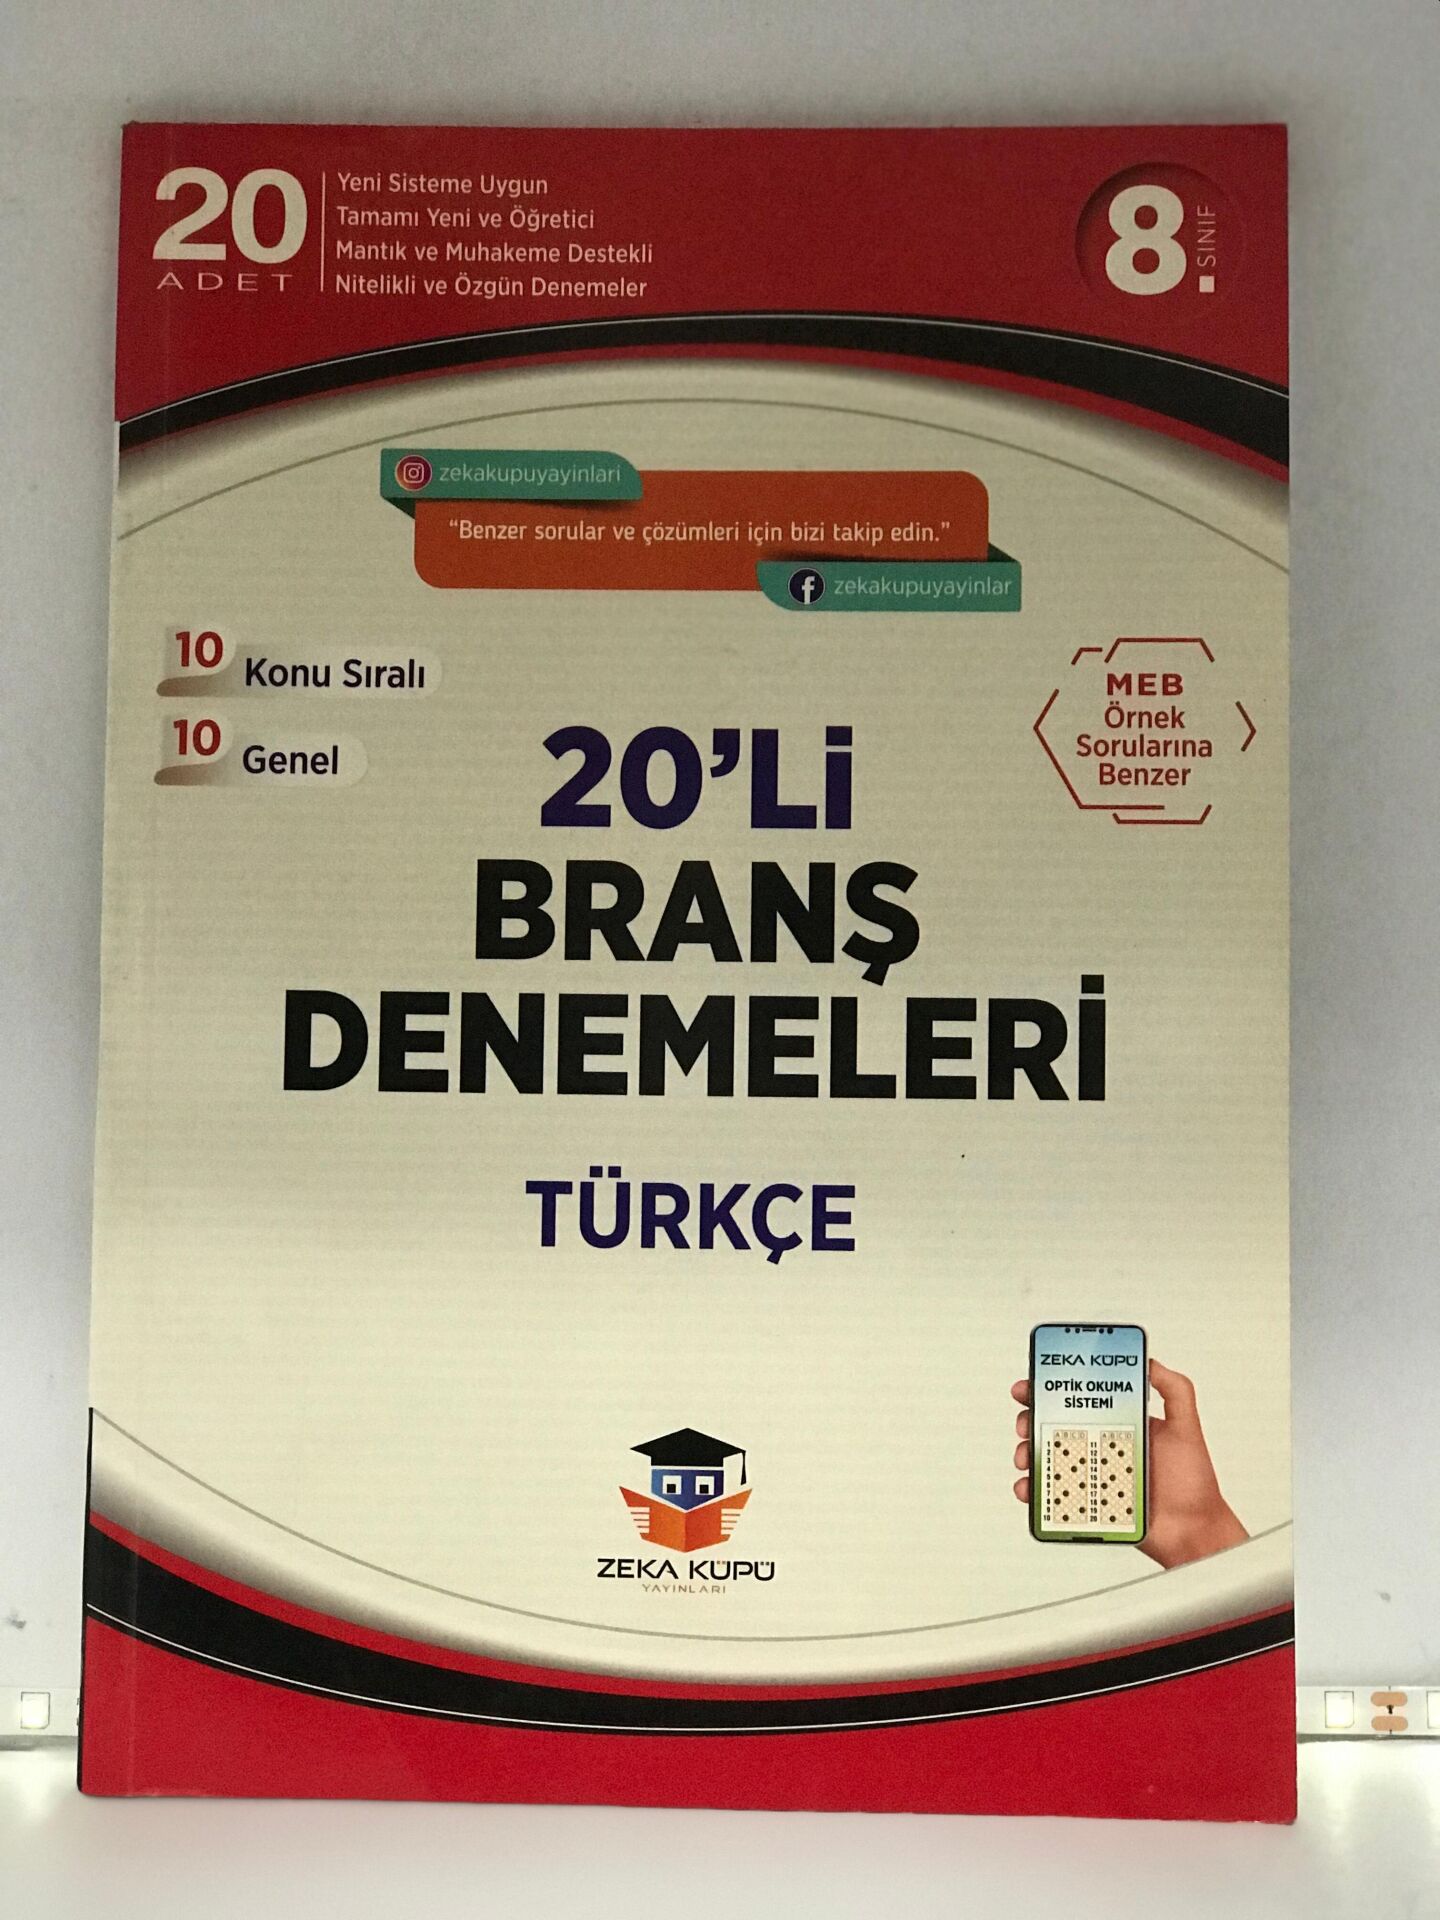 20
ADET
Yeni Sisteme Uygun
Tamamı Yeni ve Öğretici
Mantık ve Muhakeme Destekli
Nitelikli ve Özgün Denemeler
8.
SINIF
zekakupuyayinlari
"Benzer sorular ve çözümleri için bizi takip edin."
zekakupuyayinlar
10 Konu Sıralı
10 Genel
MEB
Örnek
Sorularına
Benzer
20'Lİ
BRANŞ
DENEMELERİ
TÜRKÇE
ZEKA KÜPÜ
OPTİK OKUMA
SİSTEMİ
ZEKA KÜPÜ
YAYINLARI